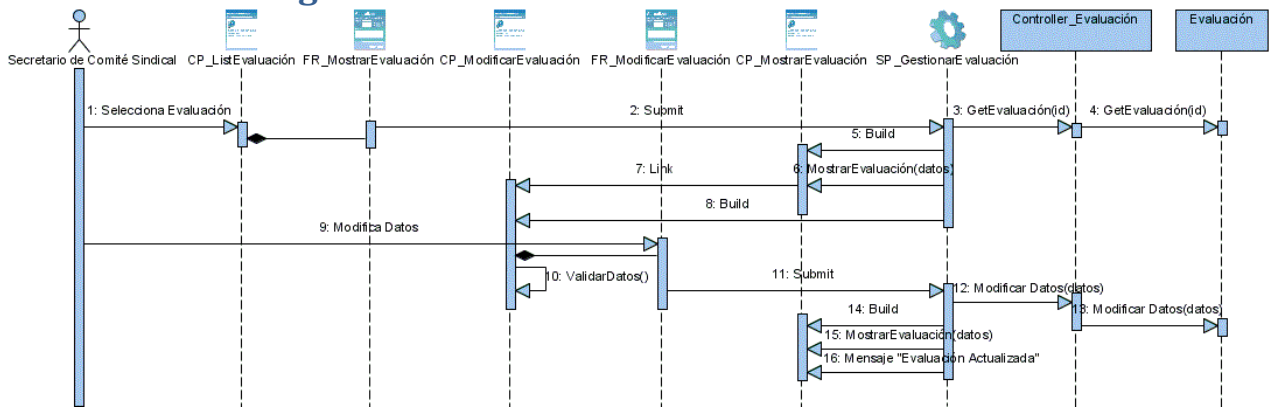 Controller_Evaluación
Evaluación
Secretario de Comité Sindical
CP_ListEvaluación
FR_MostrarEvaluación
CP_ModificarEvaluación
FR_ModificarEvaluación
CP_MostrarEvaluación
SP_GestionarEvaluación
1: Selecciona Evaluación
2: Submit
3: GetEvaluación(id)
4: GetEvaluación(id)
5: Build
6: MostrarEvaluación(datos)
7: Link
8: Build
9: Modifica Datos
10: ValidarDatos()
11: Submit
12: Modificar Datos(datos)
13: Modificar Datos(datos)
14: Build
15: MostrarEvaluación(datos)
16: Mensaje "Evaluación Actualizada"